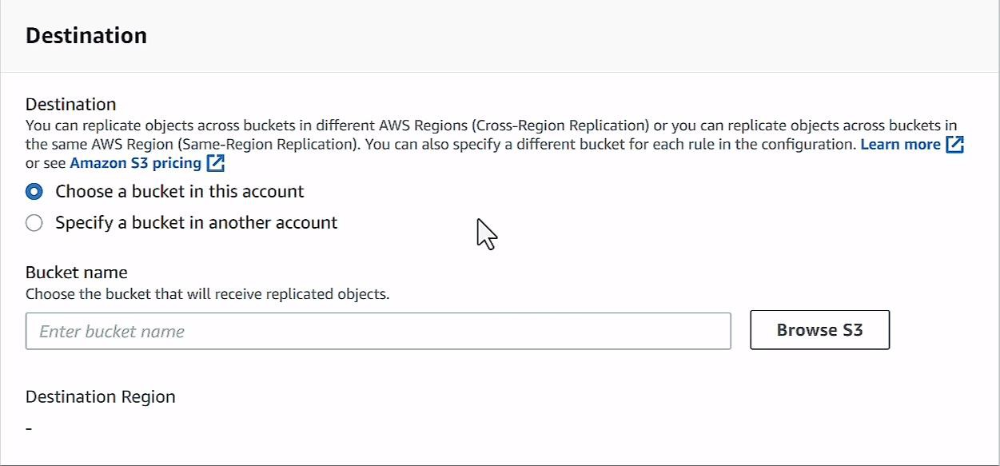 Destination
Destination
You can replicate objects across buckets in different AWS Regions (Cross-Region Replication) or you can replicate objects across buckets in
the same AWS Region (Same-Region Replication). You can also specify a different bucket for each rule in the configuration. Learn more
or see Amazon S3 pricing
Choose a bucket in this account
Specify a bucket in another account
Bucket name
Choose the bucket that will receive replicated objects.
Enter bucket name
Browse S3
Destination Region
-